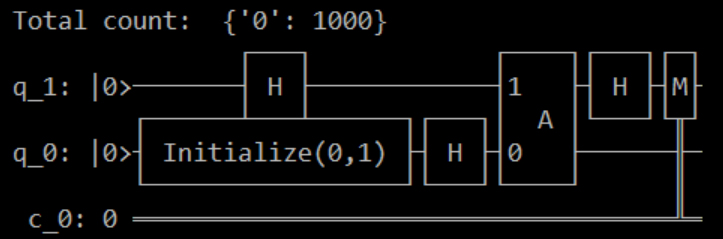 Total count:  {'0': 1000}
q_1: |0> H 1 H M
A
q_0: |0> Initialize(0,1) H 0
c_0: 0